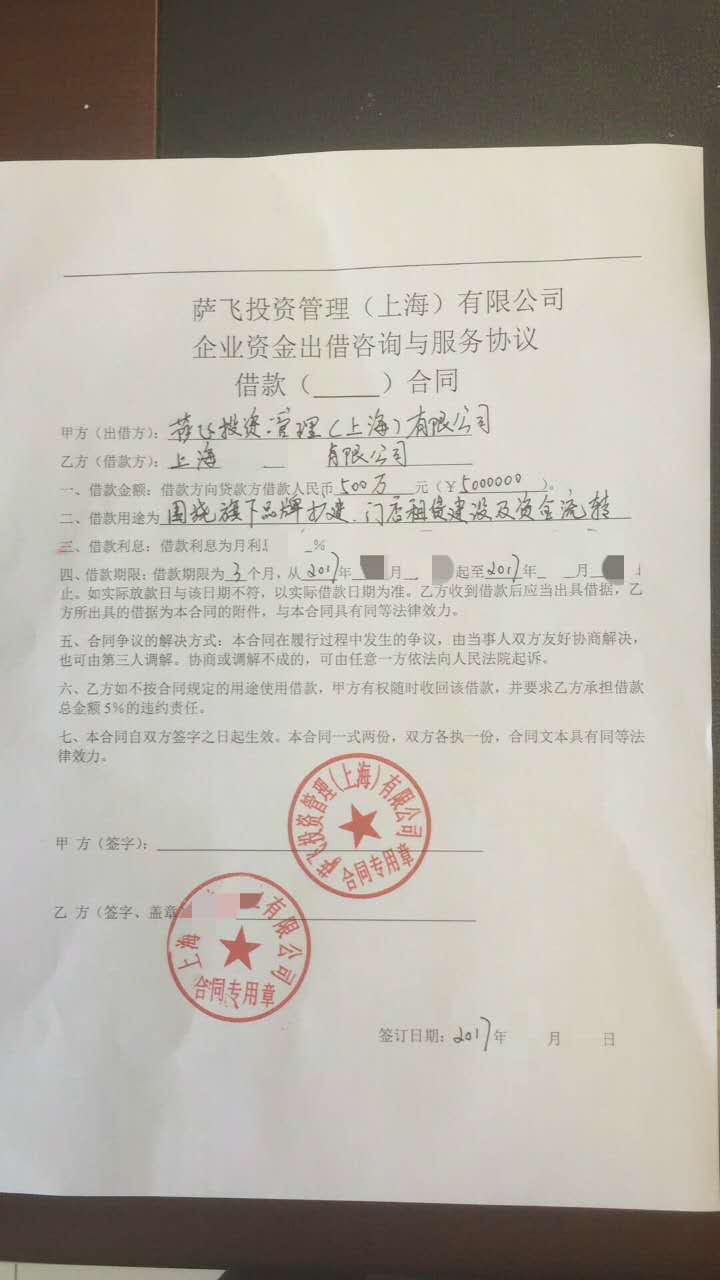 萨飞投资管理（上海）有限公司
企业资金出借咨询与服务协议
借款（_____）合同
甲方（出借方）：萨飞投资管理（上海）有限公司
乙方（借款方）：上海 有限公司
一、借款金额：借款方向贷款方借款人民币500万 元（￥5000000 ）。
二、借款用途为围绕旗下品牌扩建、门店租赁建设及资金流转
三、借款利息：借款利息为月利息 _%
四、借款期限：借款期限为3个月，从2017年 月 起至2017年 月
止。如实际放款日与该日期不符，以实际借款日期为准。乙方收到借款后应当出具借据，乙
方所出具的借据为本合同的附件，与本合同具有同等法律效力。
五、合同争议的解决方式：本合同在履行过程中发生的争议，由当事人双方友好协商解决，
也可由第三人调解。协商或调解不成的，可由任意一方依法向人民法院起诉。
六、乙方如不按合同规定的用途使用借款，甲方有权随时收回该借款，并要求乙方承担借款
总金额5%的违约责任。
七、本合同自双方签字之日起生效。本合同一式两份，双方各执一份，合同文本具有同等法
律效力。
萨飞投资管理（上海）有限公司
合同专用章
甲 方（签字）：
乙 方（签字、盖章
上海 有限公司
合同专用章
签订日期：2017年 月 日